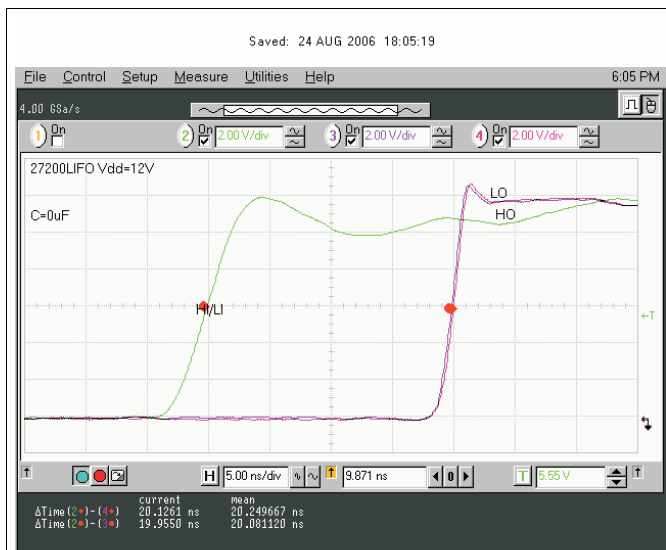 Saved: 24 AUG 2006 18:05:19
File Control Setup Measure Utilities Help 6:05 PM
4.00 GSa/s
1 On 2 On 2.00 V/div 3 On 2.00 V/div 4 On 2.00 V/div
27200LIFO Vdd=12V
LO
C=0uF
HO
HI/LI
T
H 5.00 ns/div 9.871 ns 0 T 5.55 V
current mean
ΔTime(2●)-(4●) 20.1261 ns 20.249667 ns
ΔTime(2●)-(3●) 19.9550 ns 20.081120 ns